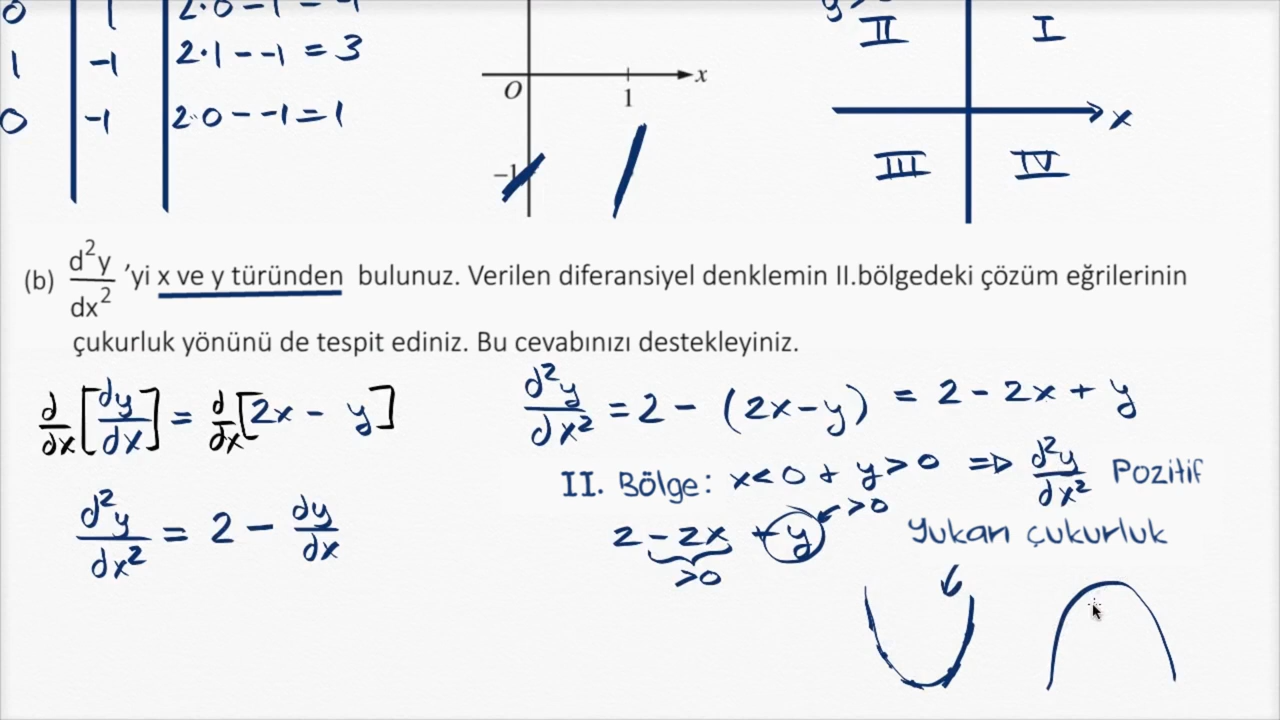 0 | 1 | 2·0-1=-1
1 | -1 | 2·1--1=3
0 | -1 | 2·0--1=1
O 1 x
-1
II I
x
III IV
(b) d²y/dx² 'yi x ve y türünden bulunuz. Verilen diferansiyel denklemin II.bölgedeki çözüm eğrilerinin
çukurluk yönünü de tespit ediniz. Bu cevabınızı destekleyiniz.
d/dx [dy/dx] = d/dx [2x - y]
d²y/dx² = 2 - dy/dx
d²y/dx² = 2 - (2x-y) = 2 - 2x + y
II. Bölge: x<0 + y>0 => d²y/dx² Pozitif
2 - 2x + y >0
>0
Yukarı çukurluk